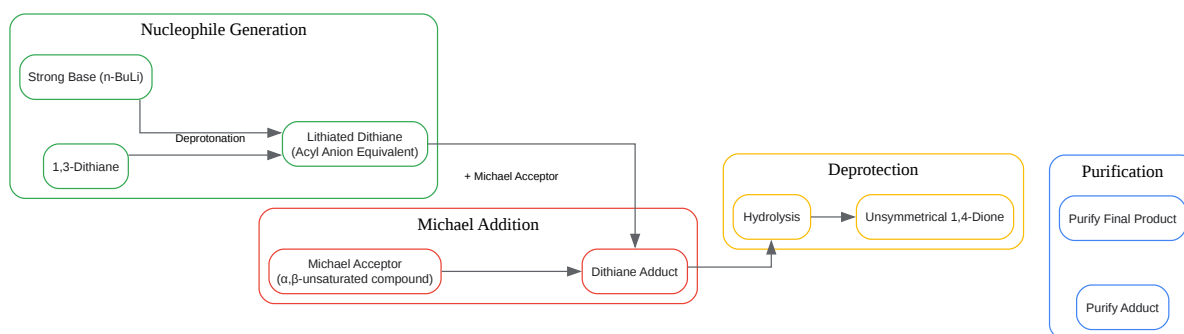 Nucleophile Generation
Strong Base (n-BuLi)
Deprotonation
1,3-Dithiane
Lithiated Dithiane
(Acyl Anion Equivalent)
+ Michael Acceptor
Michael Addition
Michael Acceptor
(α,β-unsaturated compound)
Dithiane Adduct
Deprotection
Hydrolysis
Unsymmetrical 1,4-Dione
Purification
Purify Final Product
Purify Adduct